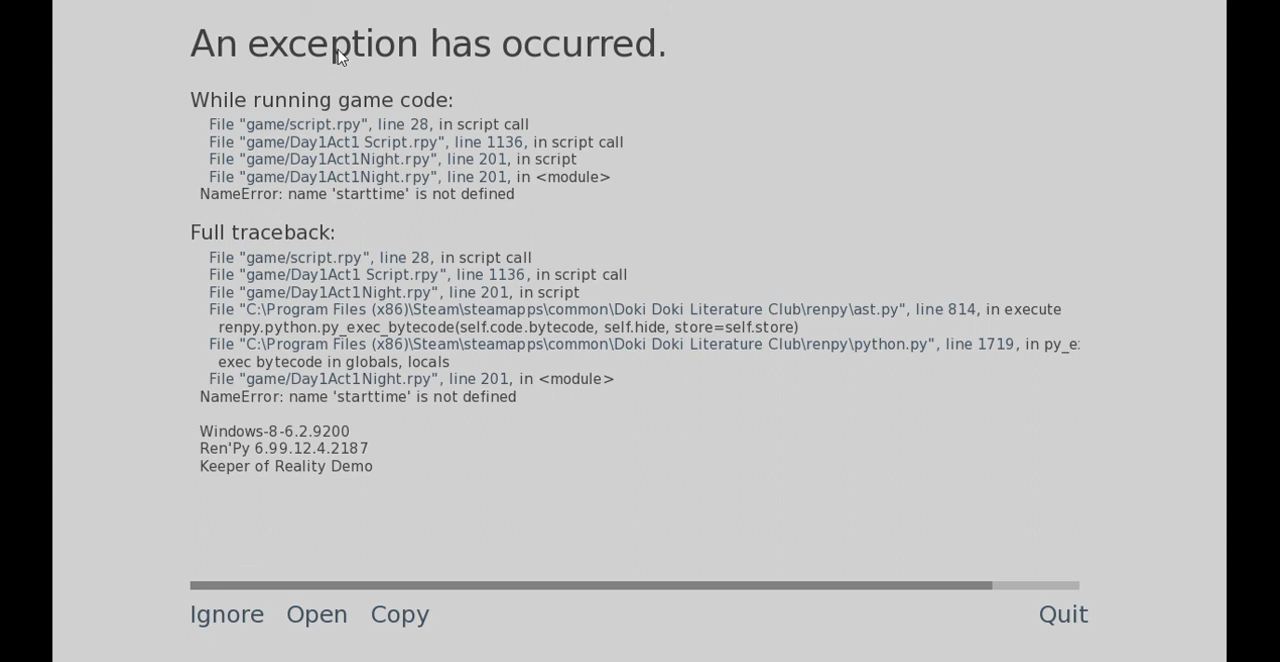 An exception has occurred.
While running game code:
File "game/script.rpy", line 28, in script call
File "game/Day1Act1 Script.rpy", line 1136, in script call
File "game/Day1Act1Night.rpy", line 201, in script
File "game/Day1Act1Night.rpy", line 201, in <module>
NameError: name 'starttime' is not defined
Full traceback:
File "game/script.rpy", line 28, in script call
File "game/Day1Act1 Script.rpy", line 1136, in script call
File "game/Day1Act1Night.rpy", line 201, in script
File "C:\Program Files (x86)\Steam\steamapps\common\Doki Doki Literature Club\renpy\ast.py", line 814, in execute
renpy.python.py_exec_bytecode(self.code.bytecode, self.hide, store=self.store)
File "C:\Program Files (x86)\Steam\steamapps\common\Doki Doki Literature Club\renpy\python.py", line 1719, in py_e
exec bytecode in globals, locals
File "game/Day1Act1Night.rpy", line 201, in <module>
NameError: name 'starttime' is not defined
Windows-8-6.2.9200
Ren'Py 6.99.12.4.2187
Keeper of Reality Demo
Ignore Open Copy Quit